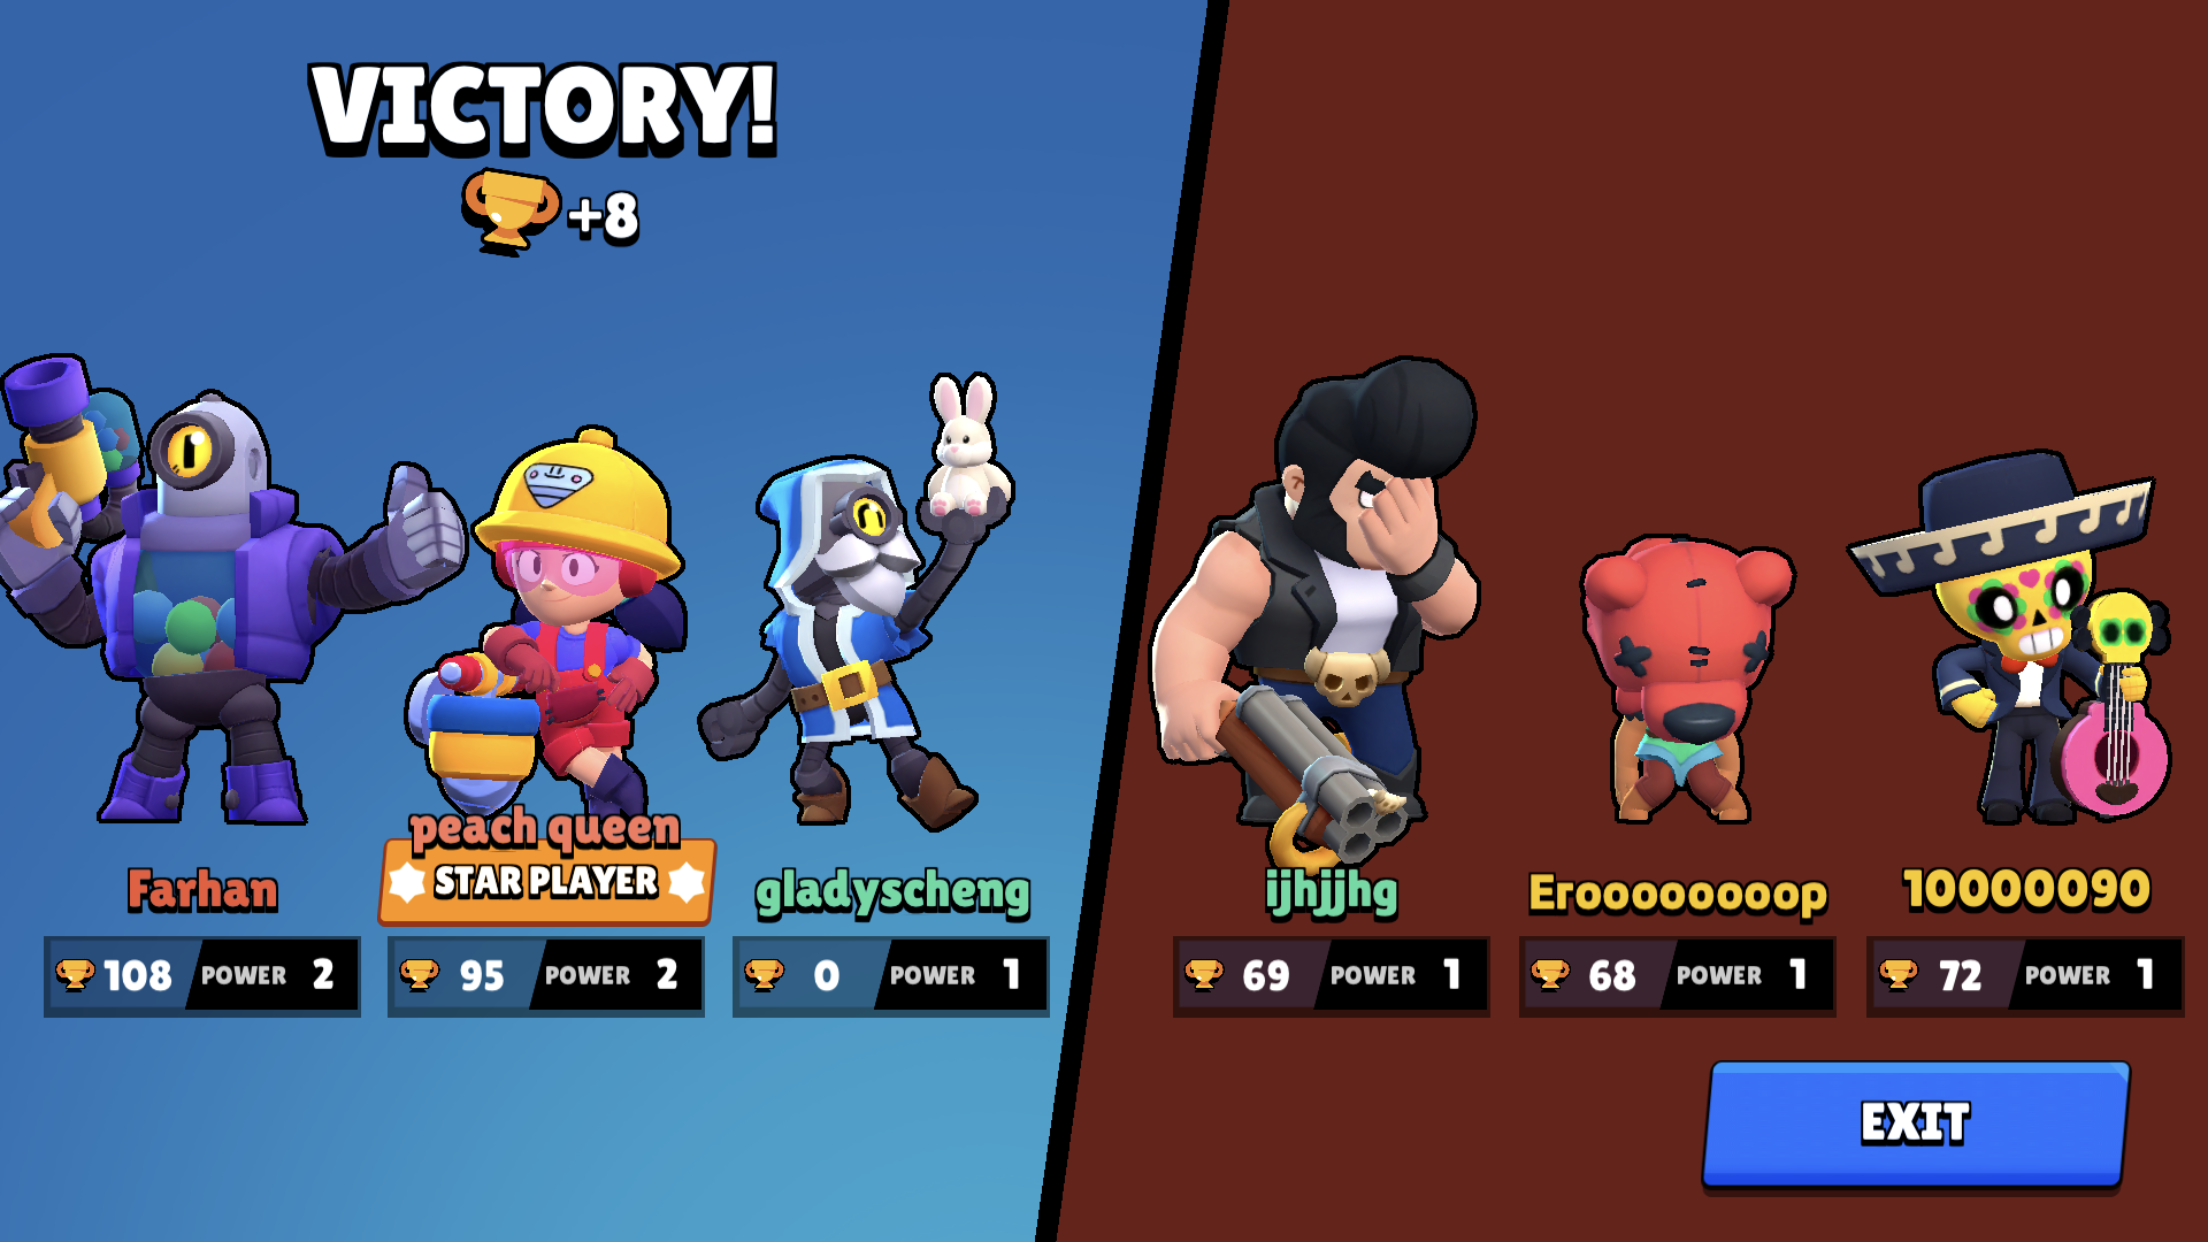 VICTORY!
+8
Farhan
108 POWER 2
peach queen
STAR PLAYER
95 POWER 2
gladyscheng
0 POWER 1
ijhjjhg
69 POWER 1
Eroooooooop
68 POWER 1
10000090
72 POWER 1
EXIT